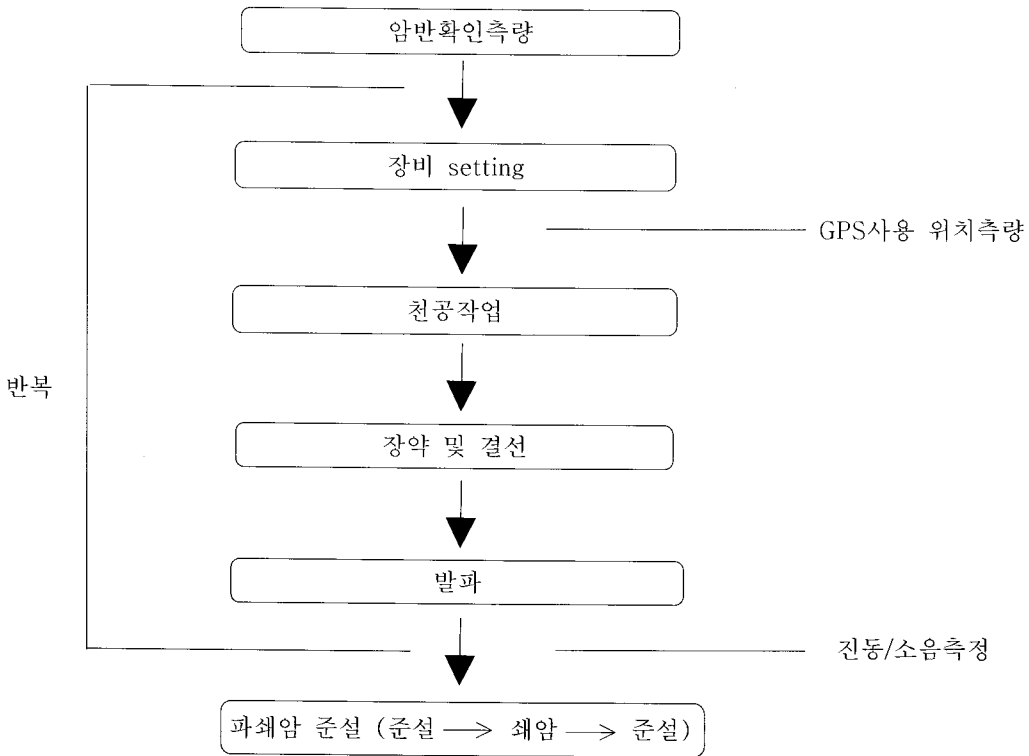 암반확인측량
장비 setting
GPS사용 위치측량
천공작업
반복
장약 및 결선
발파
진동/소음측정
파쇄암 준설 (준설 → 쇄암 → 준설)